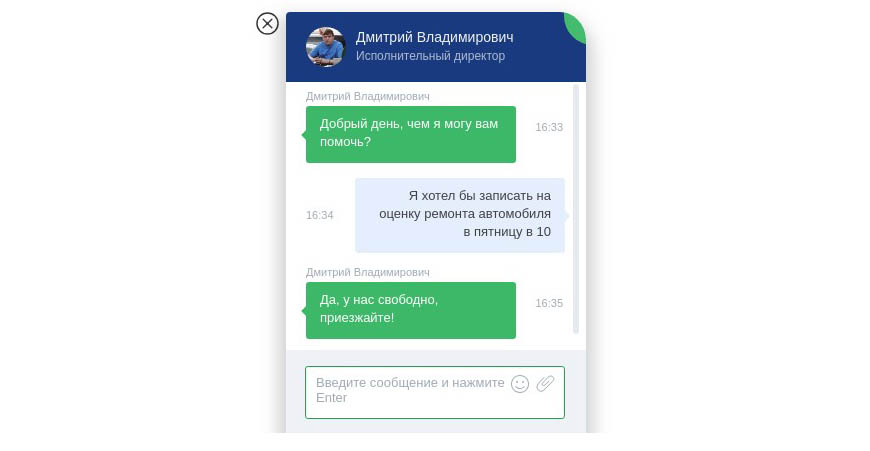 Дмитрий Владимирович
Исполнительный директор
Дмитрий Владимирович
Добрый день, чем я могу вам
помочь?
16:33
Я хотел бы записать на
оценку ремонта автомобиля
в пятницу в 10
16:34
Дмитрий Владимирович
Да, у нас свободно,
приезжайте!
16:35
Введите сообщение и нажмите
Enter